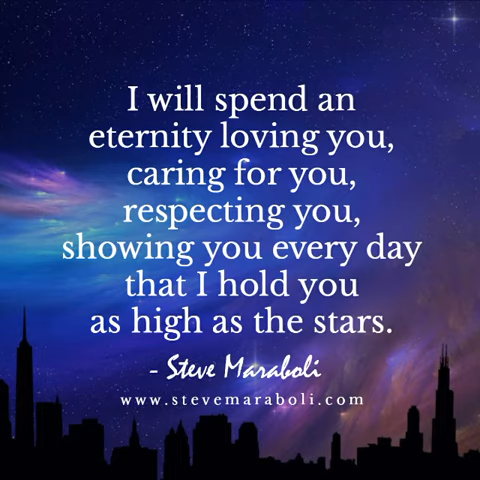 I will spend an
eternity loving you,
caring for you,
respecting you,
showing you every day
that I hold you
as high as the stars.
- Steve Maraboli
www.stevemaraboli.com